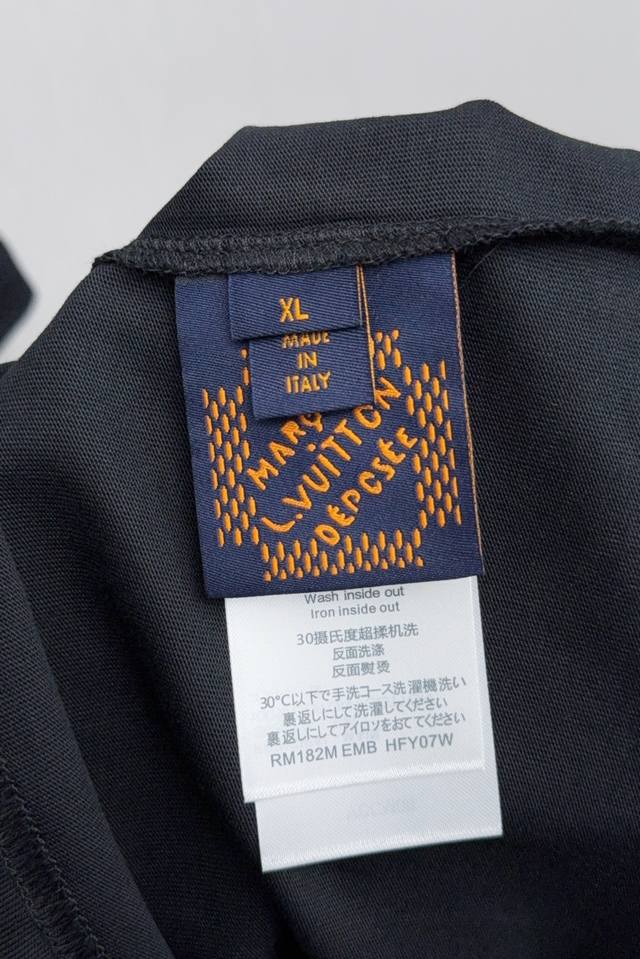 XL
MADE
IN
ITALY
L.VUITTON
DÉPOSÉE
Wash inside out
Iron inside out
30摄氏度超揉机洗
反面洗涤
反面熨烫
30°C以下で手洗コース洗濯機洗い
裏返しにして洗濯してください
裏返しにしてアイロンをおてください
RM182M EMB HFY07W